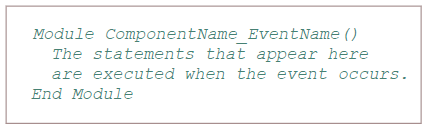 Module ComponentName_EventName()
The statements that appear here
are executed when the event occurs.
End Module